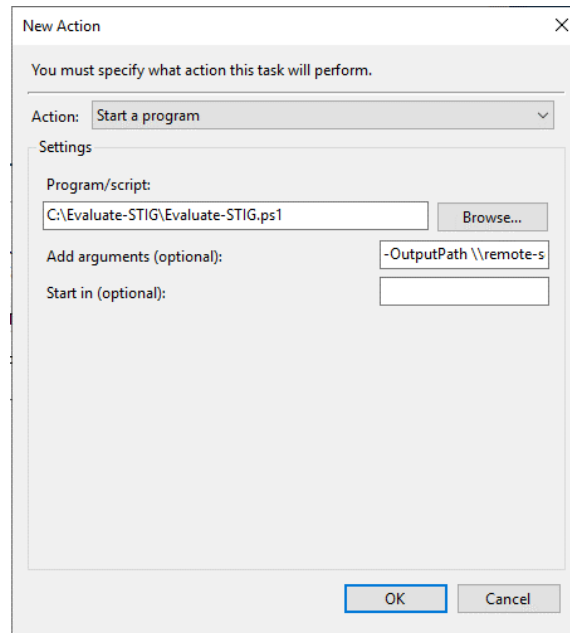 New Action
You must specify what action this task will perform.
Action: Start a program
Settings
Program/script:
C:\Evaluate-STIG\Evaluate-STIG.ps1 Browse...
Add arguments (optional): -OutputPath \\remote-s
Start in (optional):
OK Cancel